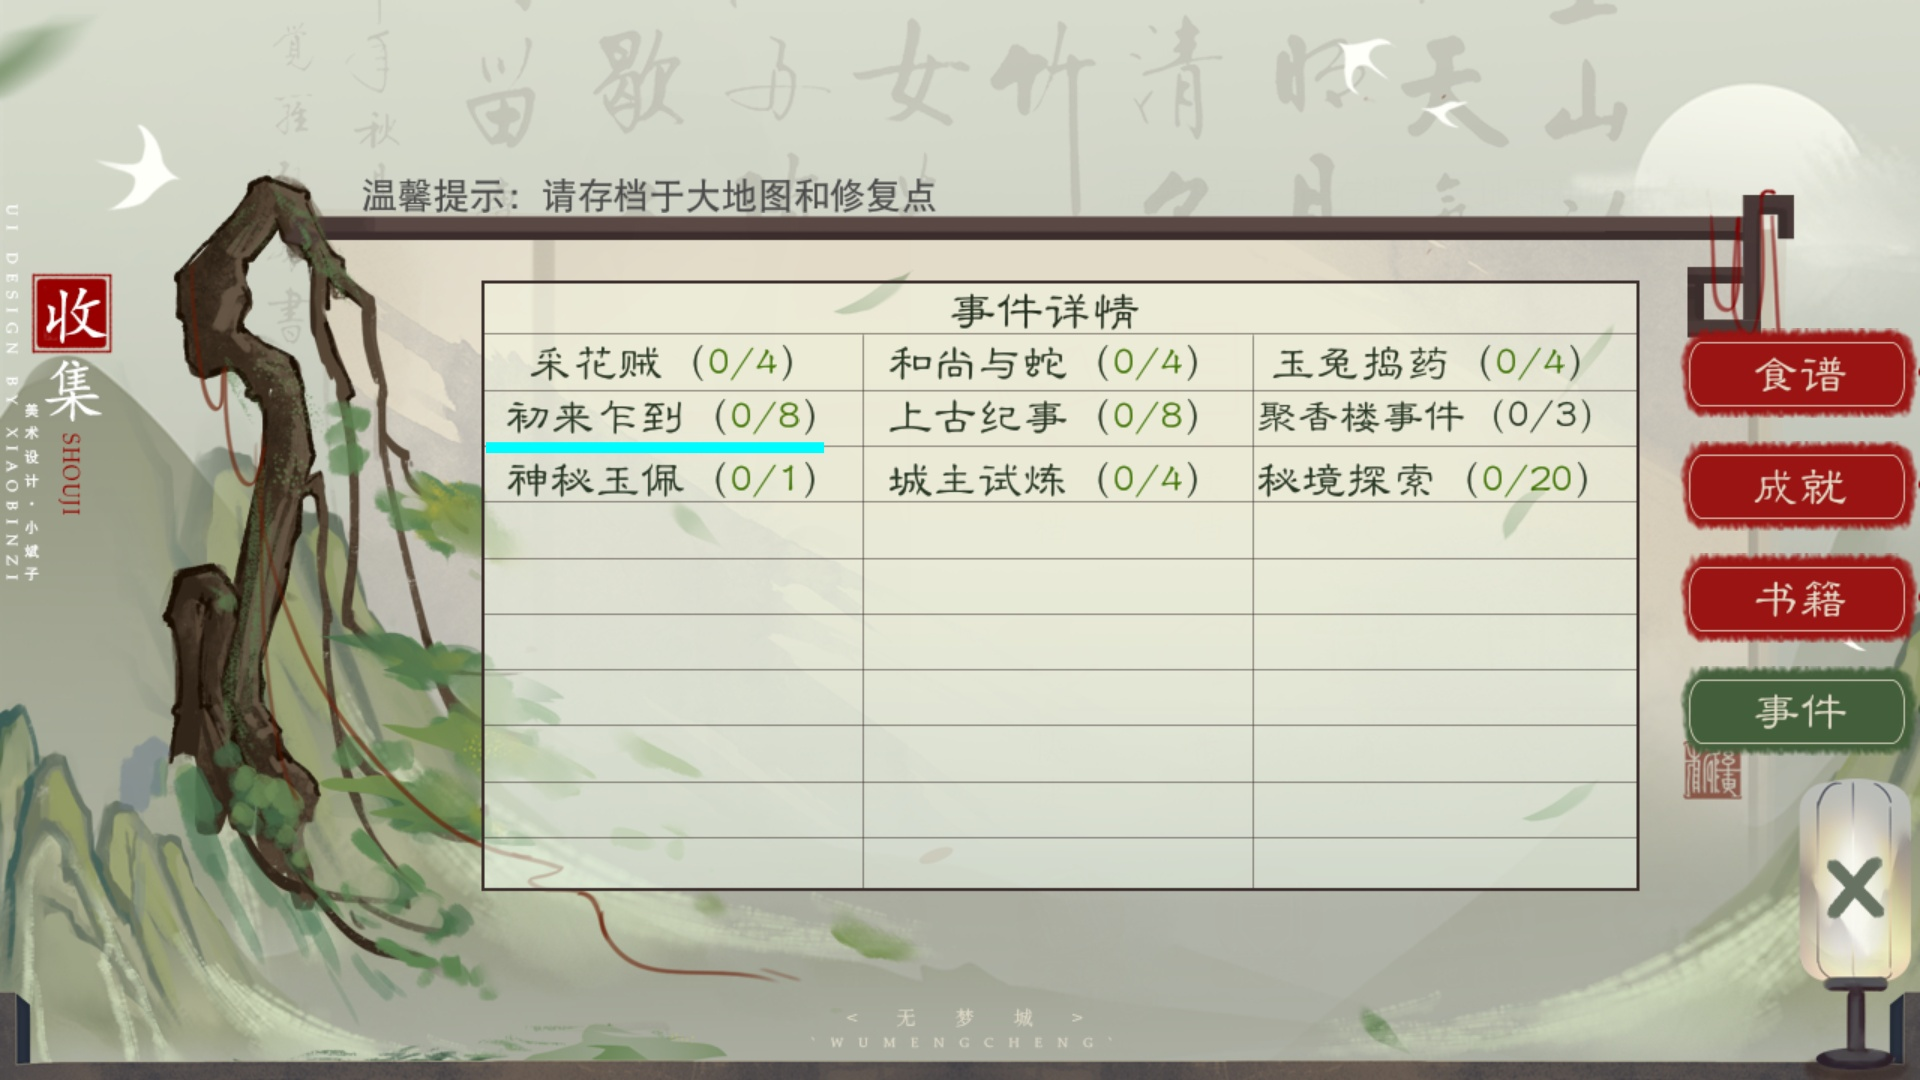 温馨提示：请存档于大地图和修复点
收集
SHOUJI
美术设计·小斌子
UI DESIGN BY XIAOBINZI
事件详情
采花贼（0/4） 和尚与蛇（0/4） 玉兔捣药（0/4）
初来乍到（0/8） 上古纪事（0/8） 聚香楼事件（0/3）
神秘玉佩（0/1） 城主试炼（0/4） 秘境探索（0/20）
食谱
成就
书籍
事件
< 无梦城 >
`WUMENGCHENG`